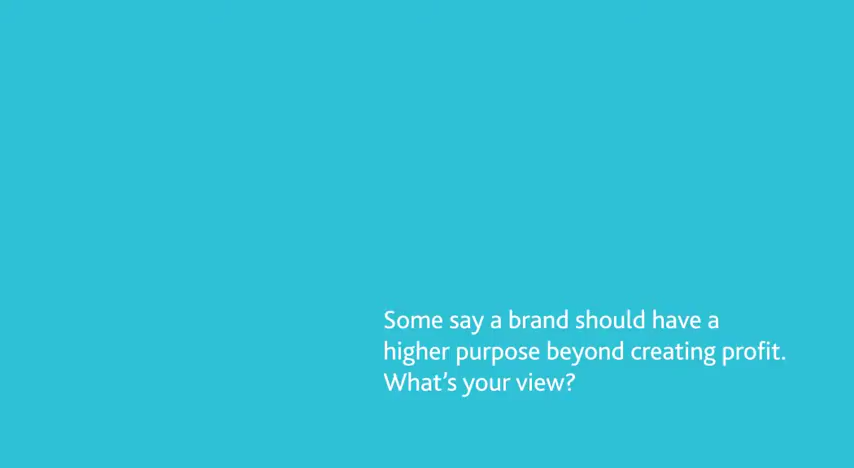 Some say a brand should have a
higher purpose beyond creating profit.
What’s your view?